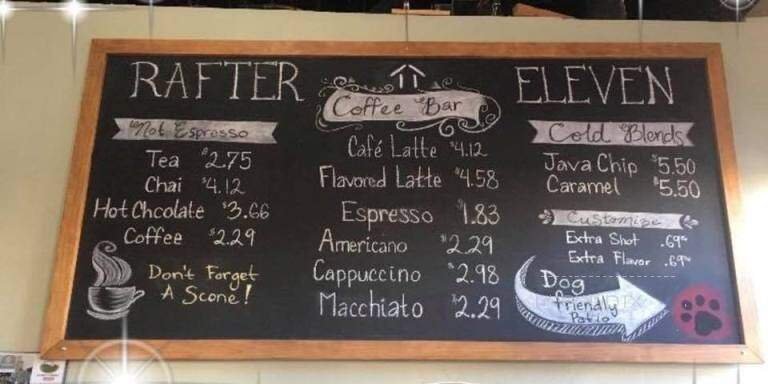 RAFTER
ELEVEN
Not Espresso
Tea $2.75
Chai $4.12
Hot Chcolate $3.66
Coffee $2.29
Don't Forget
A Scone!
Coffee Bar
Café Latte $4.12
Flavored Latte $4.58
Espresso $1.83
Americano $2.29
Cappuccino $2.98
Macchiato $2.29
Cold Blends
Java Chip $5.50
Caramel $5.50
Customize
Extra Shot .69¢
Extra Flavor .69¢
Dog
friendly
Patio